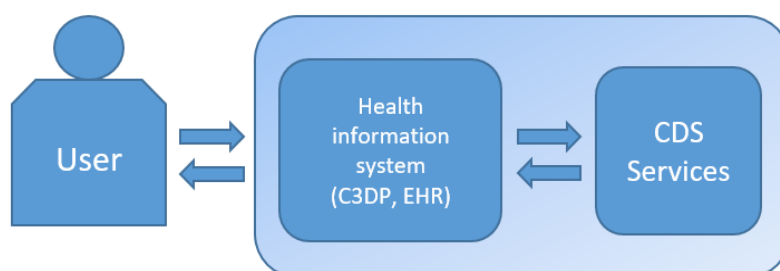 User
Health
information
system
(C3DP, EHR)
CDS
Services